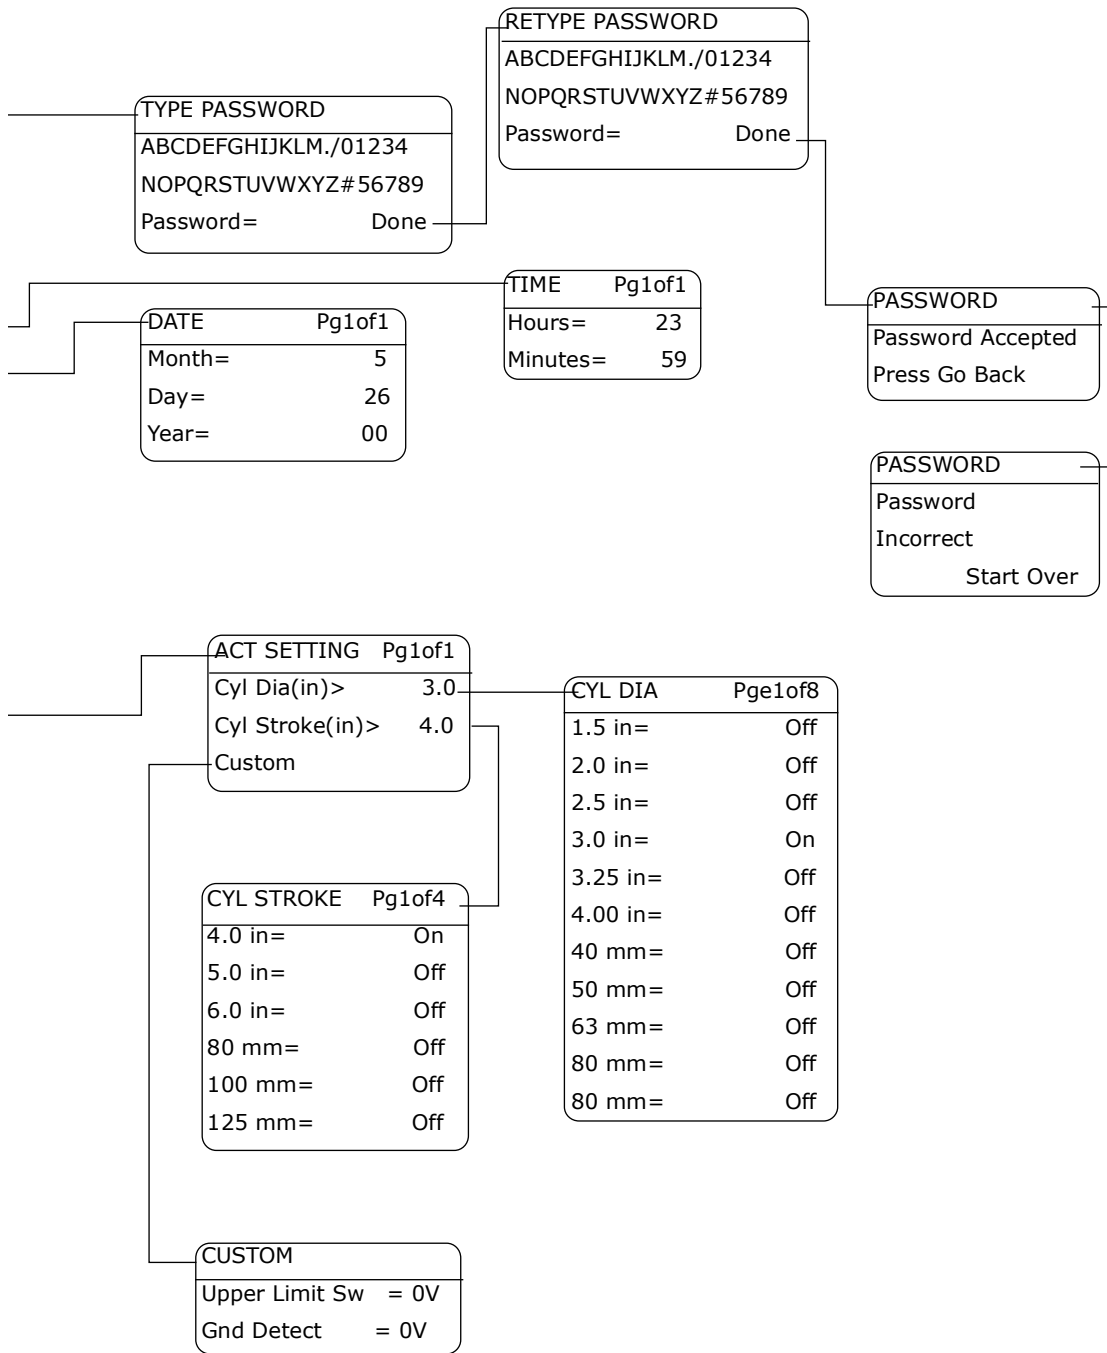 RETYPE PASSWORD
ABCDEFGHIJKLM./01234
NOPQRSTUVWXYZ#56789
Password= Done
TYPE PASSWORD
ABCDEFGHIJKLM./01234
NOPQRSTUVWXYZ#56789
Password= Done
TIME Pg1of1
Hours= 23
Minutes= 59
DATE Pg1of1
Month= 5
Day= 26
Year= 00
PASSWORD
Password Accepted
Press Go Back
PASSWORD
Password
Incorrect
Start Over
ACT SETTING Pg1of1
Cyl Dia(in)> 3.0
Cyl Stroke(in)> 4.0
Custom
CYL DIA Pge1of8
1.5 in= Off
2.0 in= Off
2.5 in= Off
3.0 in= On
3.25 in= Off
4.00 in= Off
40 mm= Off
50 mm= Off
63 mm= Off
80 mm= Off
80 mm= Off
CYL STROKE Pg1of4
4.0 in= On
5.0 in= Off
6.0 in= Off
80 mm= Off
100 mm= Off
125 mm= Off
CUSTOM
Upper Limit Sw = 0V
Gnd Detect = 0V